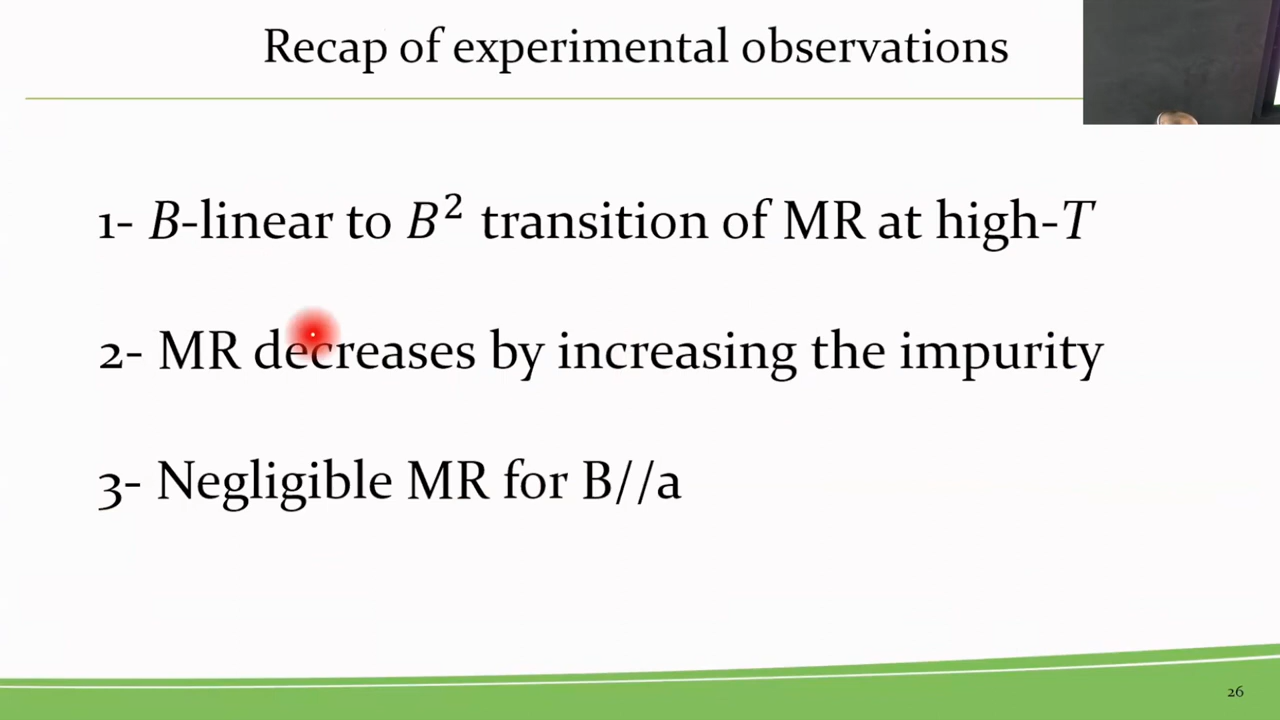 Recap of experimental observations
1- B-linear to B² transition of MR at high-T
2- MR decreases by increasing the impurity
3- Negligible MR for B//a
26